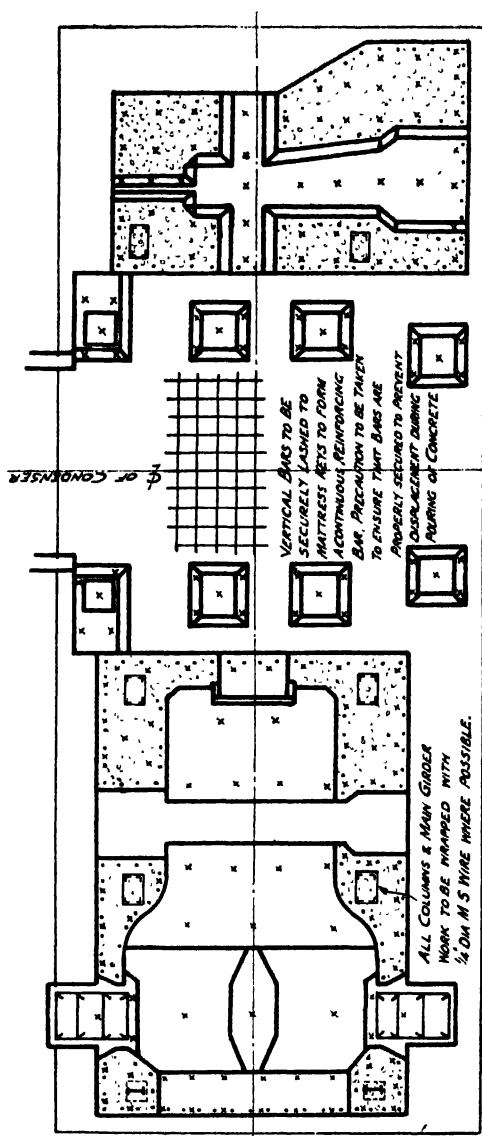 ℄ OF CONDENSER
VERTICAL BARS TO BE
SECURELY LASHED TO
MATTRESS KEYS TO FORM
A CONTINUOUS REINFORCING
BAR. PRECAUTION TO BE TAKEN
TO ENSURE THAT BARS ARE
PROPERLY SECURED TO PREVENT
DISPLACEMENT DURING
POURING OF CONCRETE
ALL COLUMNS & MAIN GIRDER
WORK TO BE WRAPPED WITH
¼" DIA M S WIRE WHERE POSSIBLE.